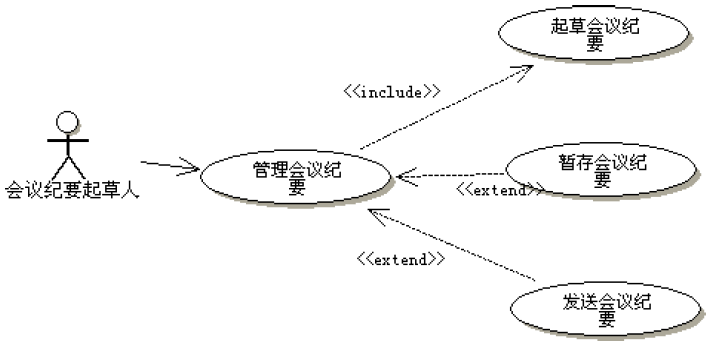 起草会议纪
要
<<include>>
会议纪要起草人
管理会议纪
要
暂存会议纪
要
<<extend>>
<<extend>>
发送会议纪
要